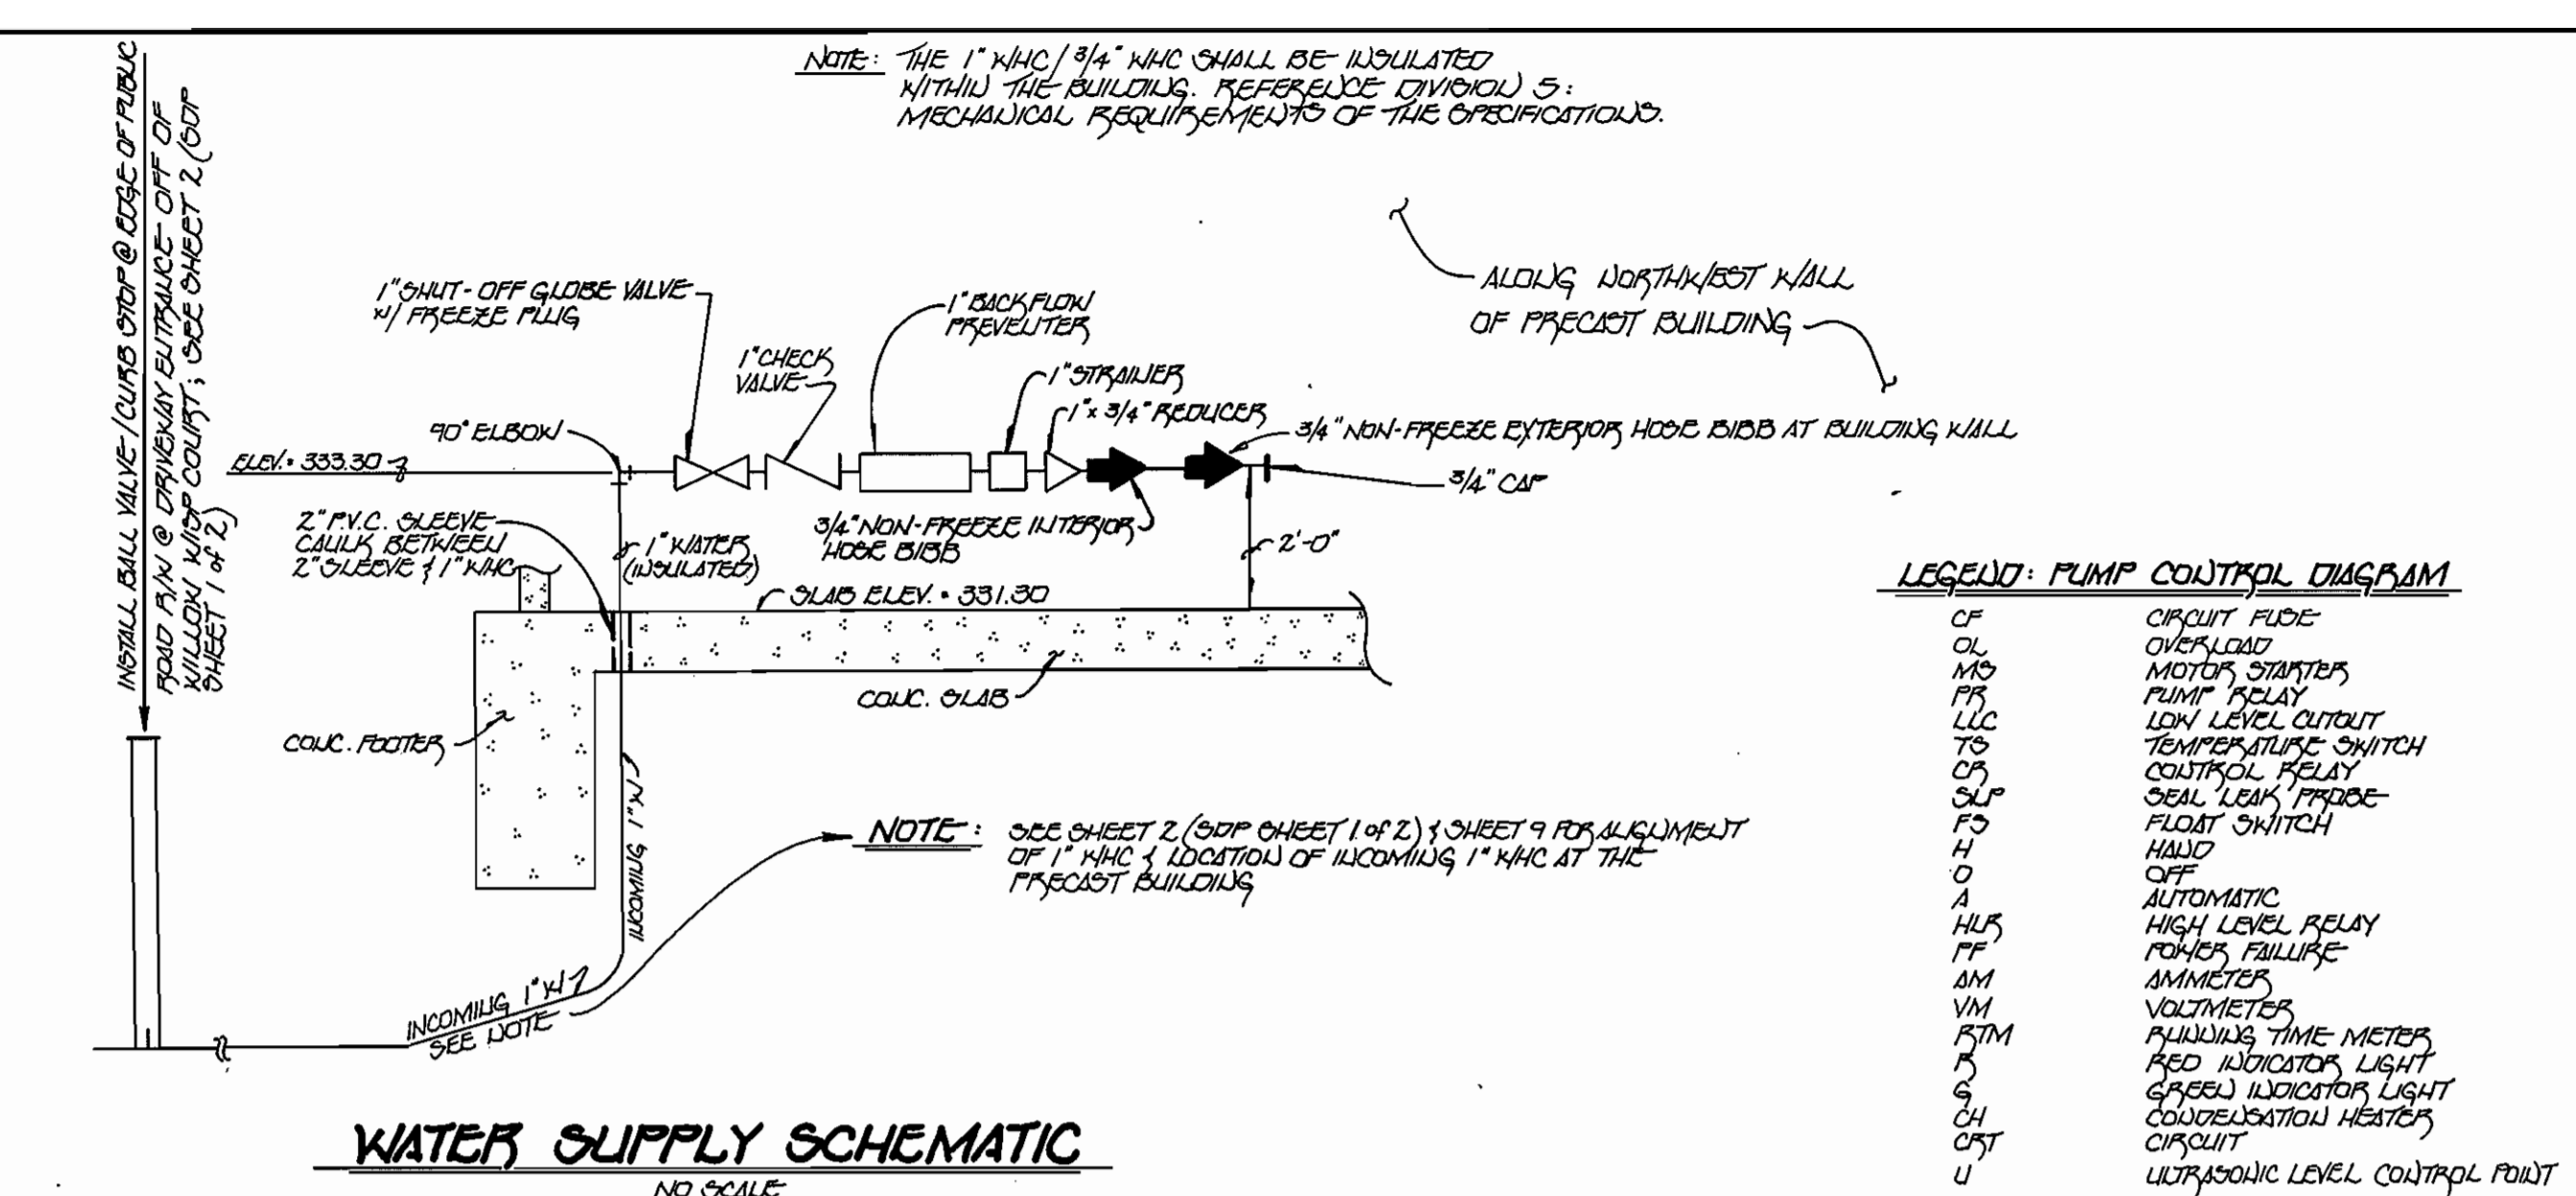 NOTE: THE 1" WHC / 3/4" WHC SHALL BE INSULATED
WITHIN THE BUILDING. REFERENCE DIVISION 5:
MECHANICAL REQUIREMENTS OF THE SPECIFICATIONS.
INSTALL BALL VALVE / CURB STOP @ EDGE OF PUBLIC
ROAD R/W @ DRIVEWAY ENTRANCE OFF OF
WILLOW WISP COURT; SEE SHEET 2 (SDP
SHEET 1 of 2)
ALONG NORTHWEST WALL
OF PRECAST BUILDING
1" SHUT-OFF GLOBE VALVE
W/ FREEZE PLUG
1" CHECK
VALVE
1" BACKFLOW
PREVENTER
1" STRAINER
1" x 3/4" REDUCER
90° ELBOW
3/4" NON-FREEZE EXTERIOR HOSE BIBB AT BUILDING WALL
ELEV. = 333.30
3/4" CAP
2" P.V.C. SLEEVE
CAULK BETWEEN
2" SLEEVE & 1" WHC
1" WATER
(INSULATED)
3/4" NON-FREEZE INTERIOR
HOSE BIBB
2'-0"
SLAB ELEV. = 331.30
CONC. SLAB
CONC. FOOTER
INCOMING 1" W
INCOMING 1" W
SEE NOTE
NOTE: SEE SHEET 2 (SDP SHEET 1 of 2) & SHEET 9 FOR ALIGNMENT
OF 1" WHC & LOCATION OF INCOMING 1" WHC AT THE
PRECAST BUILDING
WATER SUPPLY SCHEMATIC
NO SCALE
LEGEND: PUMP CONTROL DIAGRAM
CF CIRCUIT FUSE
OL OVERLOAD
MS MOTOR STARTER
PR PUMP RELAY
LLC LOW LEVEL CUTOUT
TS TEMPERATURE SWITCH
CR CONTROL RELAY
SLP SEAL LEAK PROBE
FS FLOAT SWITCH
H HAND
O OFF
A AUTOMATIC
HLR HIGH LEVEL RELAY
PF POWER FAILURE
AM AMMETER
VM VOLTMETER
RTM RUNNING TIME METER
R RED INDICATOR LIGHT
G GREEN INDICATOR LIGHT
CH CONDENSATION HEATER
CRT CIRCUIT
U ULTRASONIC LEVEL CONTROL POINT